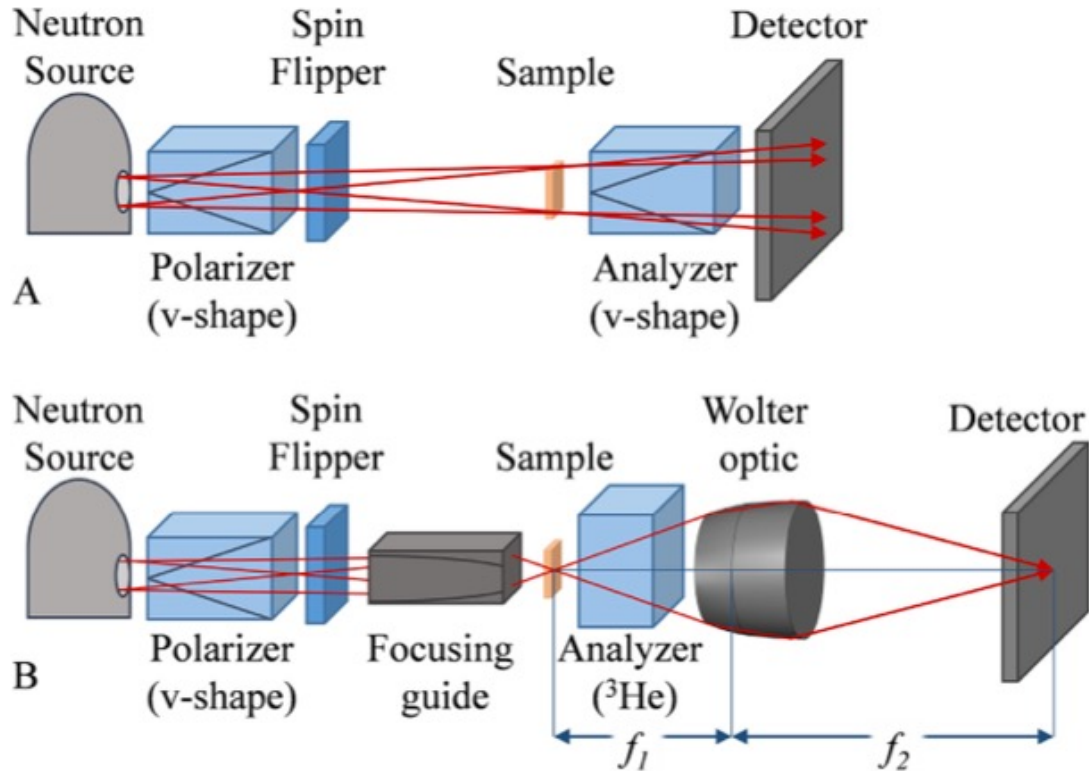 Neutron
Source
Spin
Flipper
Sample
Detector
Polarizer
(v-shape)
Analyzer
(v-shape)
A
Neutron
Source
Spin
Flipper
Sample
Wolter
optic
Detector
Polarizer
(v-shape)
Focusing
guide
Analyzer
(³He)
B
f₁
f₂